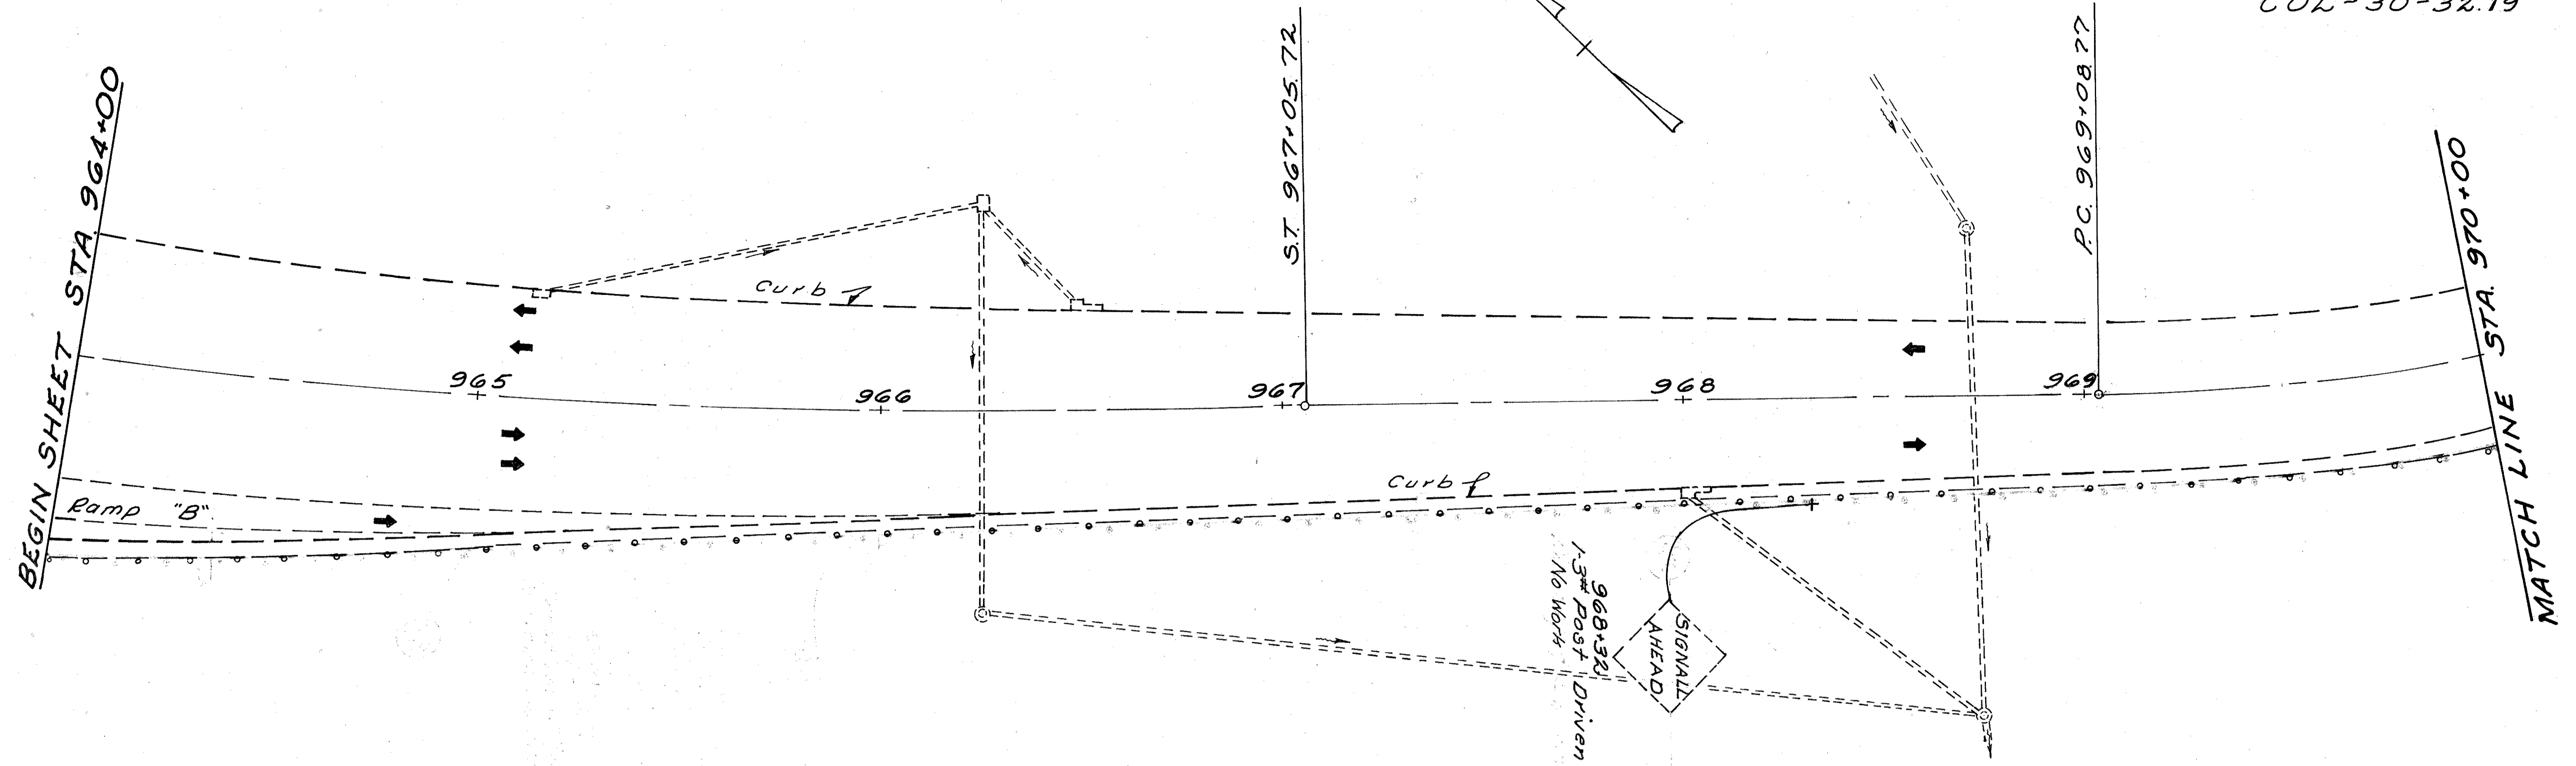 COL-30-32.19
BEGIN SHEET STA. 964+00
S.T. 967+05.72
P.C. 969+08.77
MATCH LINE STA. 970+00
Curb
965
966
967
968
969
Curb
Ramp "B"
968+32
1-3# Post Driven
No Work
SIGNALL
AHEAD